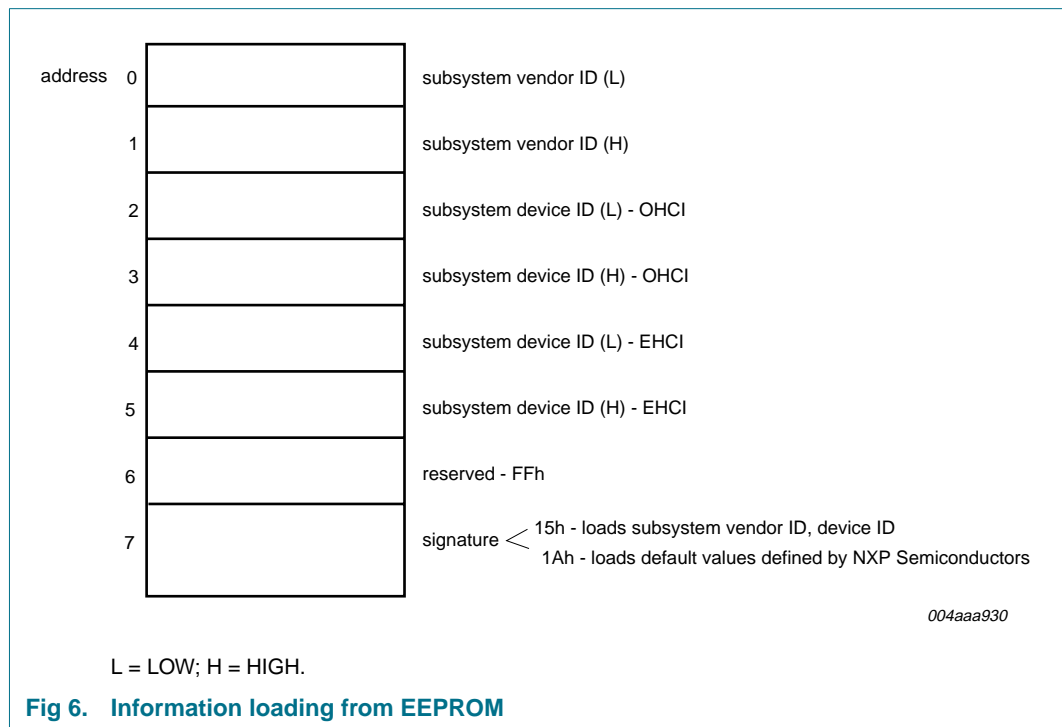 address 0 subsystem vendor ID (L)
1 subsystem vendor ID (H)
2 subsystem device ID (L) - OHCI
3 subsystem device ID (H) - OHCI
4 subsystem device ID (L) - EHCI
5 subsystem device ID (H) - EHCI
6 reserved - FFh
7 signature 15h - loads subsystem vendor ID, device ID
1Ah - loads default values defined by NXP Semiconductors
004aaa930
L = LOW; H = HIGH.
Fig 6. Information loading from EEPROM